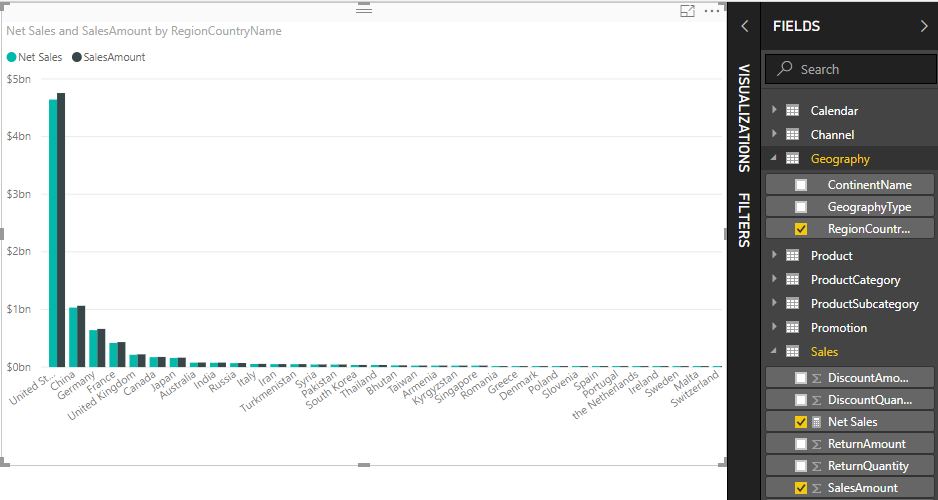 Net Sales and SalesAmount by RegionCountryName
Net Sales SalesAmount
$5bn
$4bn
$3bn
$2bn
$1bn
$0bn
United St...
China
Germany
France
United Kingdom
Canada
Japan
Australia
India
Russia
Italy
Iran
Turkmenistan
Syria
Pakistan
South Korea
Thailand
Bhutan
Taiwan
Armenia
Kyrgyzstan
Singapore
Romania
Greece
Denmark
Poland
Slovenia
Spain
Portugal
the Netherlands
Ireland
Sweden
Malta
Switzerland
VISUALIZATIONS
FILTERS
FIELDS
Search
Calendar
Channel
Geography
ContinentName
GeographyType
RegionCountr...
Product
ProductCategory
ProductSubcategory
Promotion
Sales
DiscountAmo...
DiscountQuan...
Net Sales
ReturnAmount
ReturnQuantity
SalesAmount